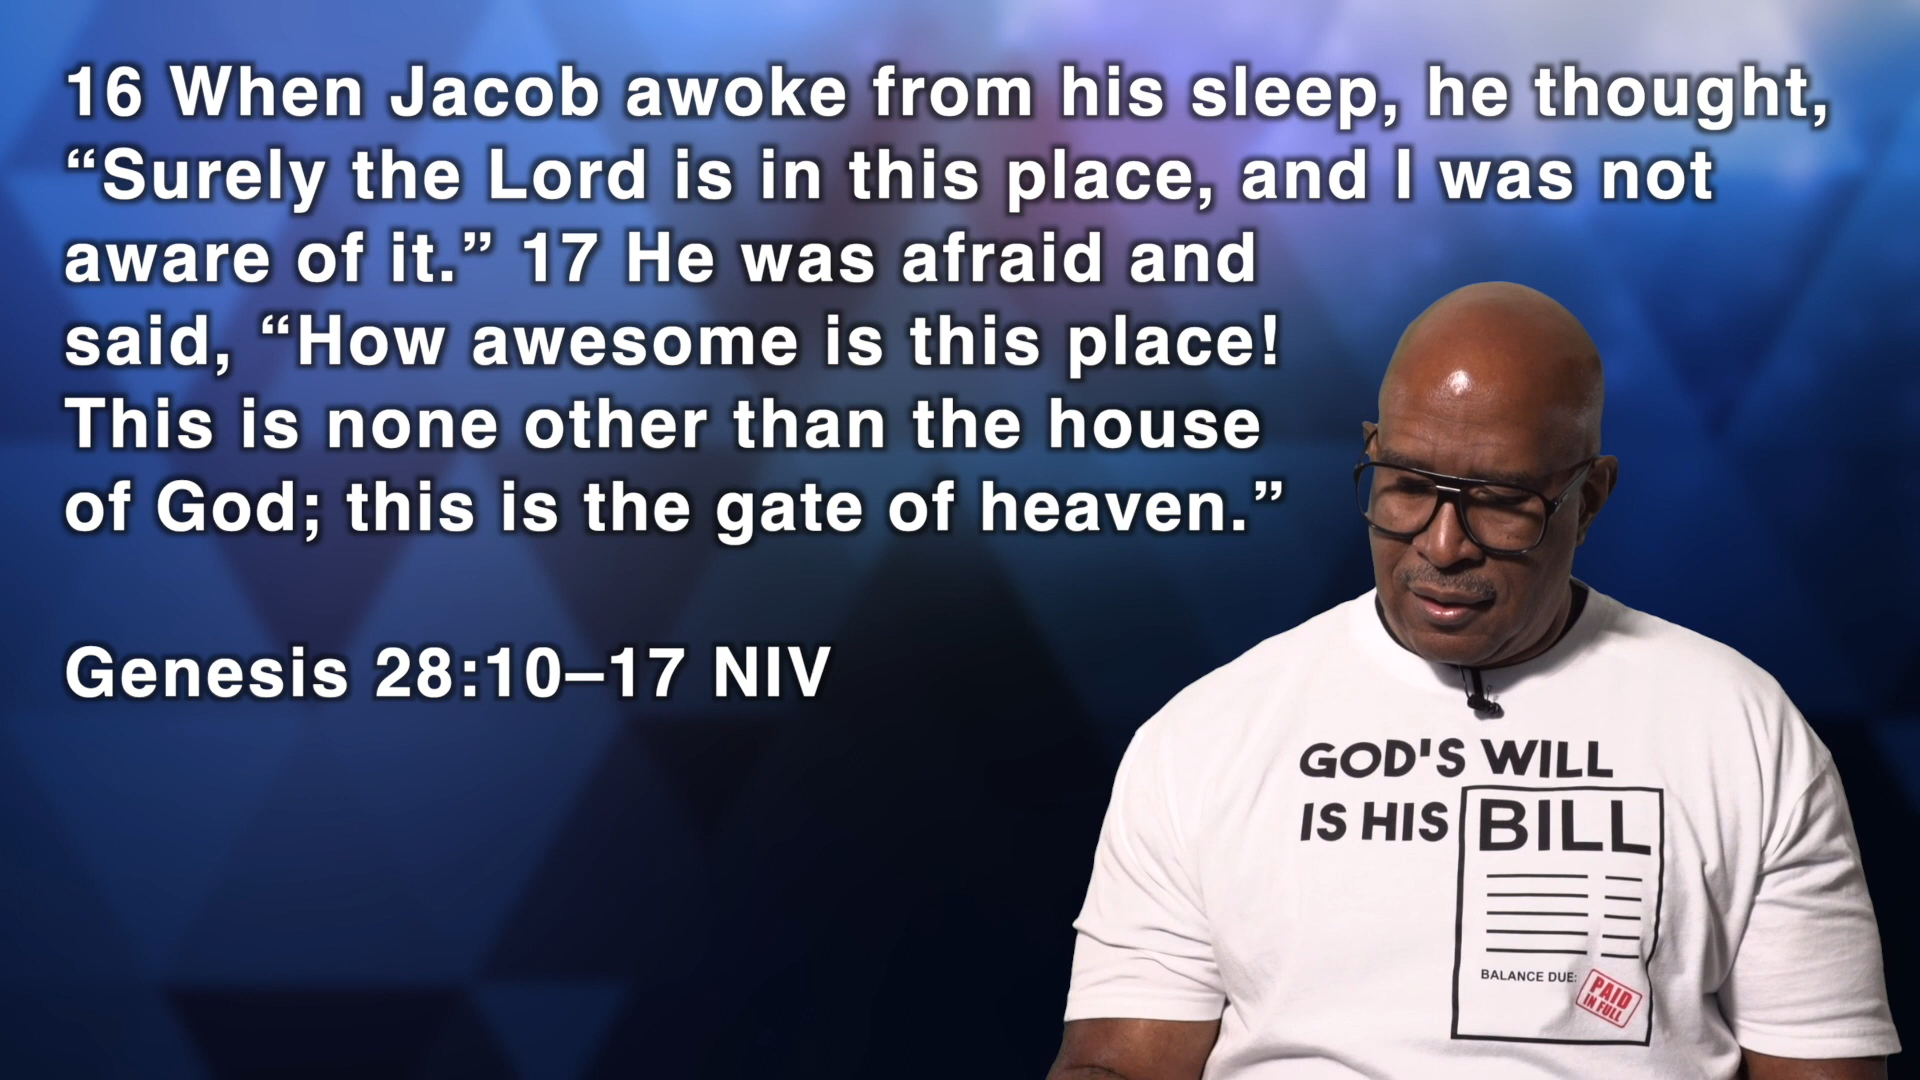 16 When Jacob awoke from his sleep, he thought,
“Surely the Lord is in this place, and I was not
aware of it.” 17 He was afraid and
said, “How awesome is this place!
This is none other than the house
of God; this is the gate of heaven.”
Genesis 28:10–17 NIV
GOD'S WILL
IS HIS BILL
BALANCE DUE:
PAID
IN FULL